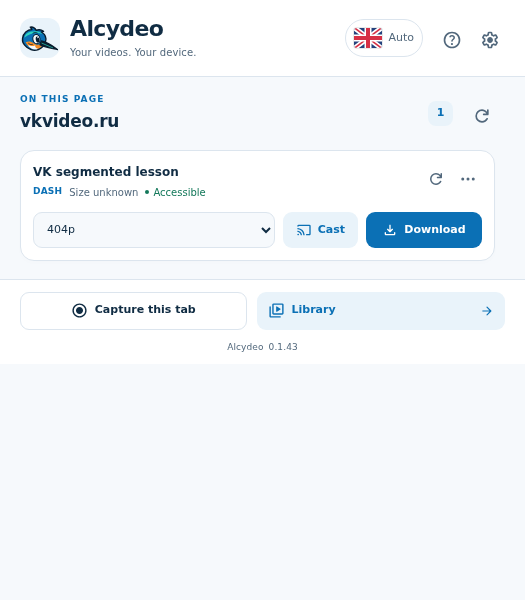 Alcydeo
Your videos. Your device.
Auto
ON THIS PAGE
vkvideo.ru
1
VK segmented lesson
DASH Size unknown • Accessible
404p
Cast
Download
Capture this tab
Library
Alcydeo 0.1.43